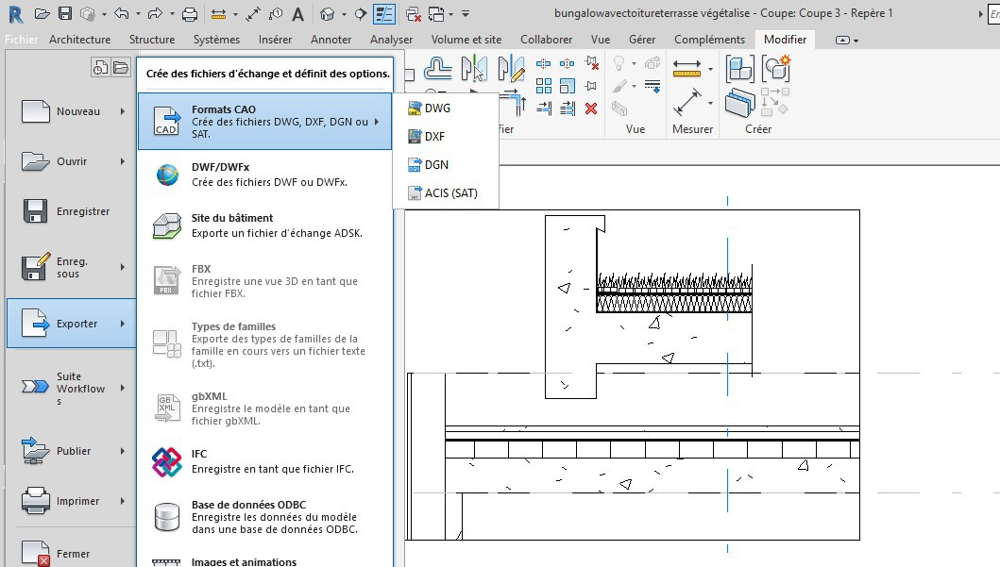 bungalowavectoitureterrasse végétalise - Coupe: Coupe 3 - Repère 1
Fichier Architecture Structure Systèmes Insérer Annoter Analyser Volume et site Collaborer Vue Gérer Compléments Modifier
Vue Mesurer Créer
Nouveau
Ouvrir
Enregistrer
Enreg.
sous
Exporter
Suite
Workflow
s
Publier
Imprimer
Fermer
Crée des fichiers d'échange et définit des options.
CAD
Formats CAO
Crée des fichiers DWG, DXF, DGN ou
SAT.
DWF/DWFx
Crée des fichiers DWF ou DWFx.
Site du bâtiment
Exporte un fichier d'échange ADSK.
FBX
FBX
Enregistre une vue 3D en tant que
fichier FBX.
Types de familles
Exporte des types de familles de la
famille en cours vers un fichier texte
(.txt).
GB
XML
gbXML
Enregistre le modèle en tant que
fichier gbXML.
IFC
Enregistre en tant que fichier IFC.
Base de données ODBC
Enregistre les données du modèle
dans une base de données ODBC.
Images et animations
DWG
DXF
DGN
ACIS (SAT)